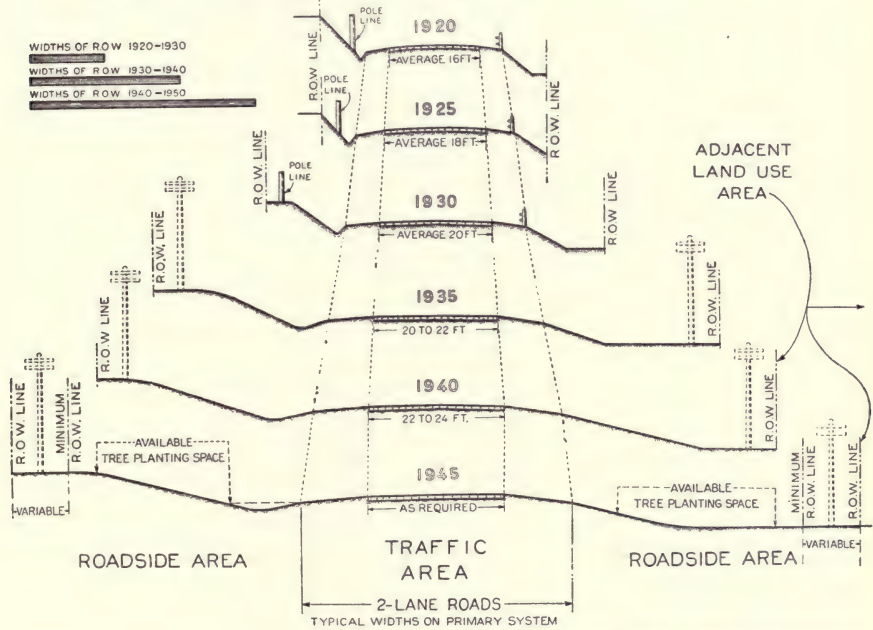 WIDTHS OF R.O.W 1920-1930
WIDTHS OF R.O.W 1930-1940
WIDTHS OF R.O.W 1940-1950
R.O.W. LINE
POLE
LINE
1920
AVERAGE 16FT.
R.O.W. LINE
POLE
LINE
1925
AVERAGE 18FT.
R.O.W. LINE
POLE
LINE
1930
AVERAGE 20FT
R.O.W. LINE
ADJACENT
LAND USE
AREA
R.O.W. LINE
1935
20 TO 22 FT
R.O.W. LINE
R.O.W. LINE
1940
22 TO 24 FT.
R.O.W. LINE
R.O.W. LINE
MINIMUM
R.O.W. LINE
AVAILABLE
TREE PLANTING SPACE
1945
AS REQUIRED
AVAILABLE
TREE PLANTING SPACE
MINIMUM
R.O.W. LINE
R.O.W. LINE
VARIABLE
VARIABLE
ROADSIDE AREA
TRAFFIC
AREA
ROADSIDE AREA
2-LANE ROADS
TYPICAL WIDTHS ON PRIMARY SYSTEM